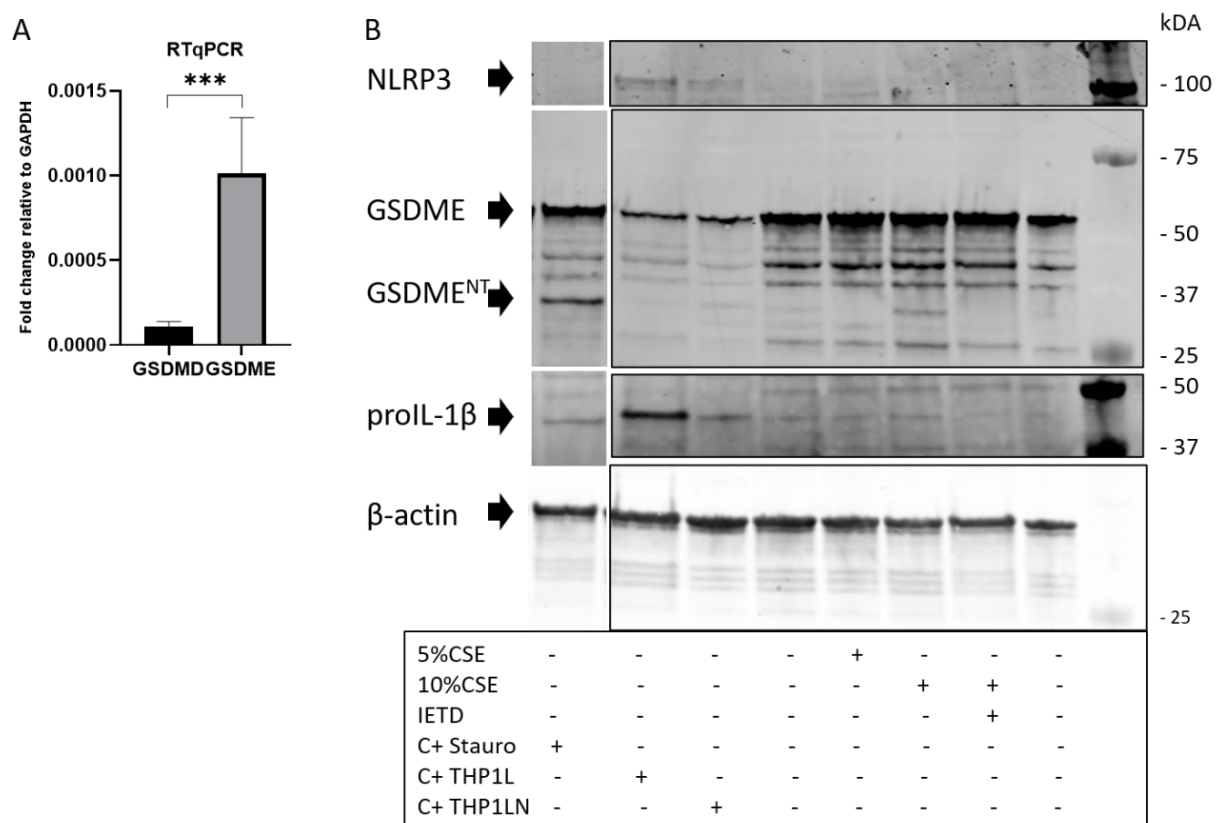 A
RTqPCR
***
Fold change relative to GAPDH
0.0015
0.0010
0.0005
0.0000
GSDMD GSDME
B
kDA
NLRP3
- 100
- 75
GSDME
- 50
GSDMEᴺᵀ
- 37
- 25
- 50
proIL-1β
- 37
β-actin
- 25
5%CSE - - - - + - - -
10%CSE - - - - - + + -
IETD - - - - - - + -
C+ Stauro + - - - - - - -
C+ THP1L - + - - - - - -
C+ THP1LN - - + - - - - -